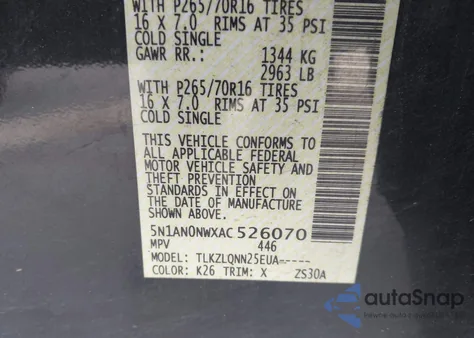 WITH P265/70R16 TIRES
16 X 7.0 RIMS AT 35 PSI
COLD SINGLE
GAWR RR.: 1344 KG
2963 LB
WITH P265/70R16 TIRES
16 X 7.0 RIMS AT 35 PSI
COLD SINGLE
THIS VEHICLE CONFORMS TO
ALL APPLICABLE FEDERAL
MOTOR VEHICLE SAFETY AND
THEFT PREVENTION
STANDARDS IN EFFECT ON
THE DATE OF MANUFACTURE
SHOWN ABOVE.
5N1AN0NWXAC526070
MPV 446
MODEL: TLKZLQNN25EUA-----
COLOR: K26 TRIM: X ZS30A
autoSnap